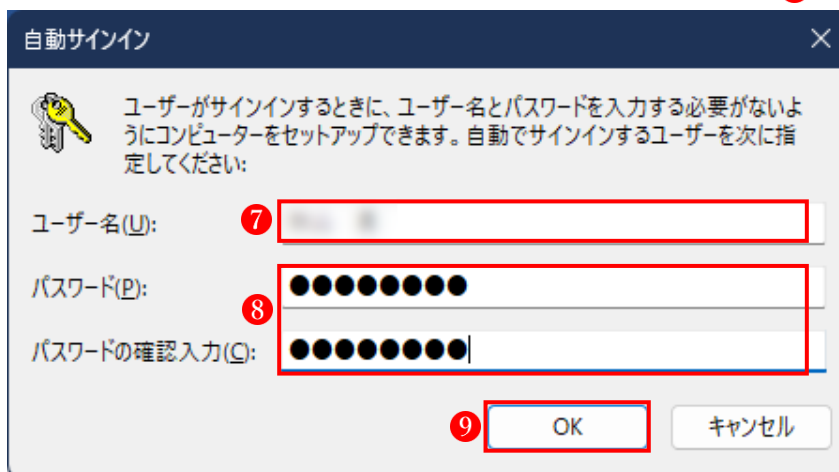 自動サインイン
ユーザーがサインインするときに、ユーザー名とパスワードを入力する必要がないよ
うにコンピューターをセットアップできます。自動でサインインするユーザーを次に指
定してください:
ユーザー名(U): 7
パスワード(P): ●●●●●●●●
8
パスワードの確認入力(C): ●●●●●●●●
9 OK キャンセル